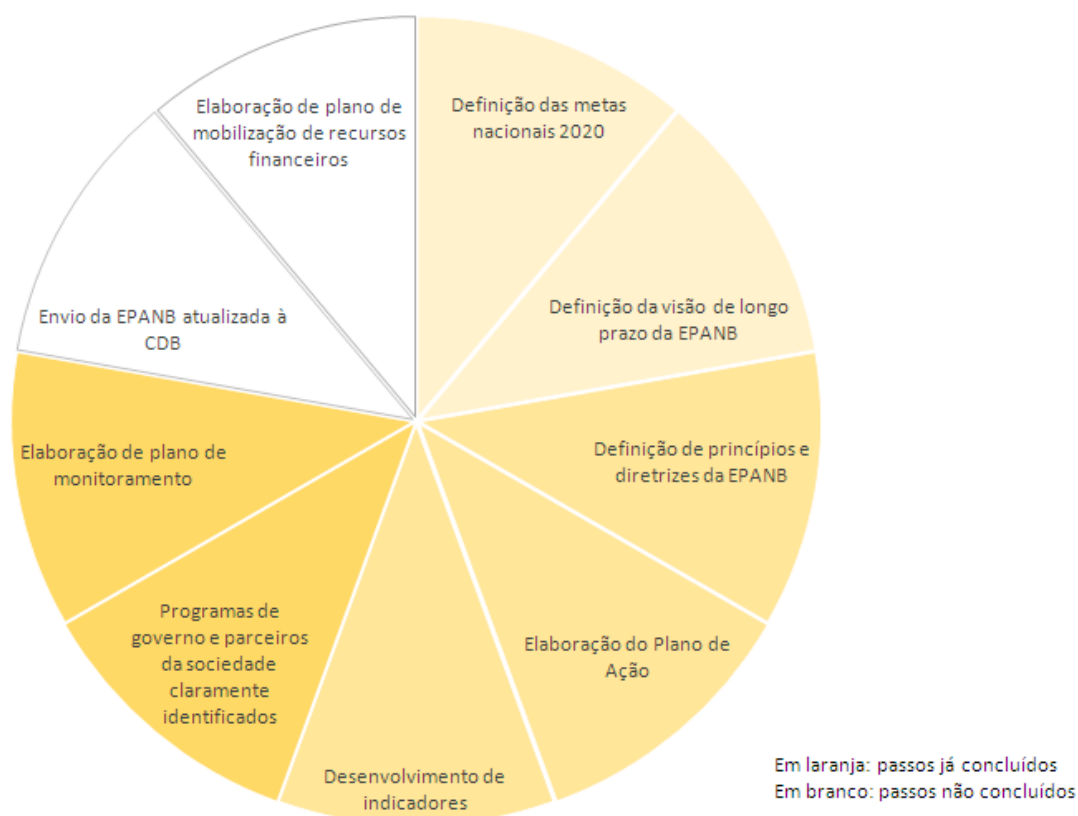 Elaboração de plano de
mobilização de recursos
financeiros
Definição das metas
nacionais 2020
Definição da visão de longo
prazo da EPANB
Envio da EPANB atualizada à
CDB
Definição de princípios e
diretrizes da EPANB
Elaboração de plano de
monitoramento
Programas de
governo e parceiros
da sociedade
claramente
identificados
Elaboração do Plano de
Ação
Desenvolvimento de
indicadores
Em laranja: passos já concluídos
Em branco: passos não concluídos